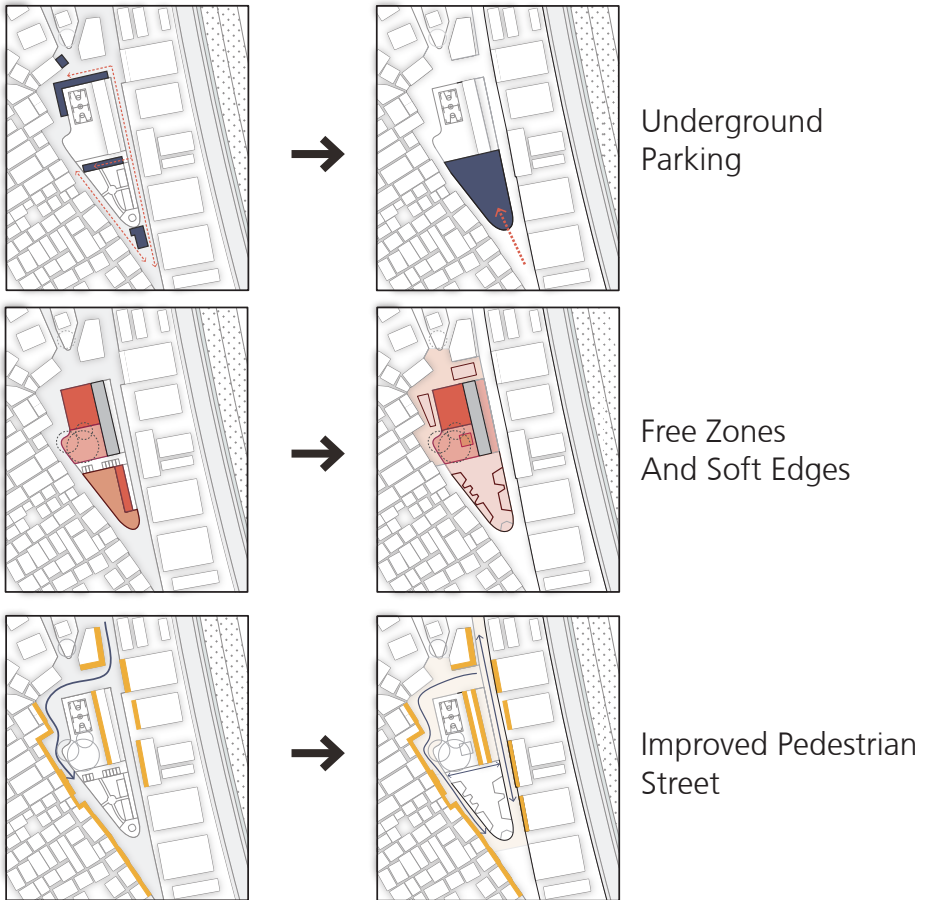 Underground
Parking
Free Zones
And Soft Edges
Improved Pedestrian
Street